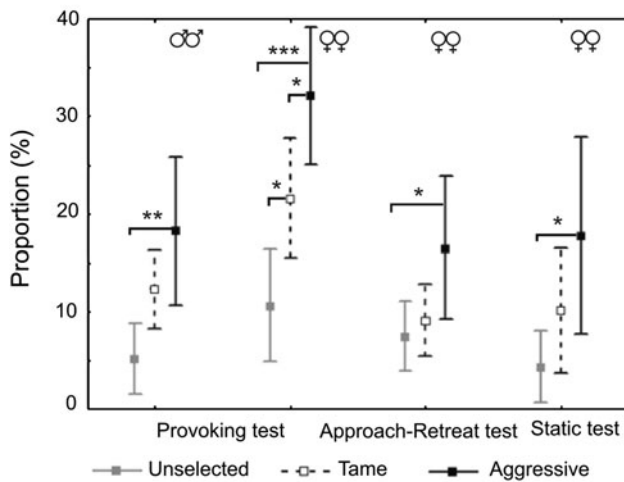 40
30
20
10
0
Proportion (%)
♂♂
♀♀
♀♀
♀♀
**
***
*
*
*
*
Provoking test
Approach-Retreat test
Static test
Unselected
Tame
Aggressive